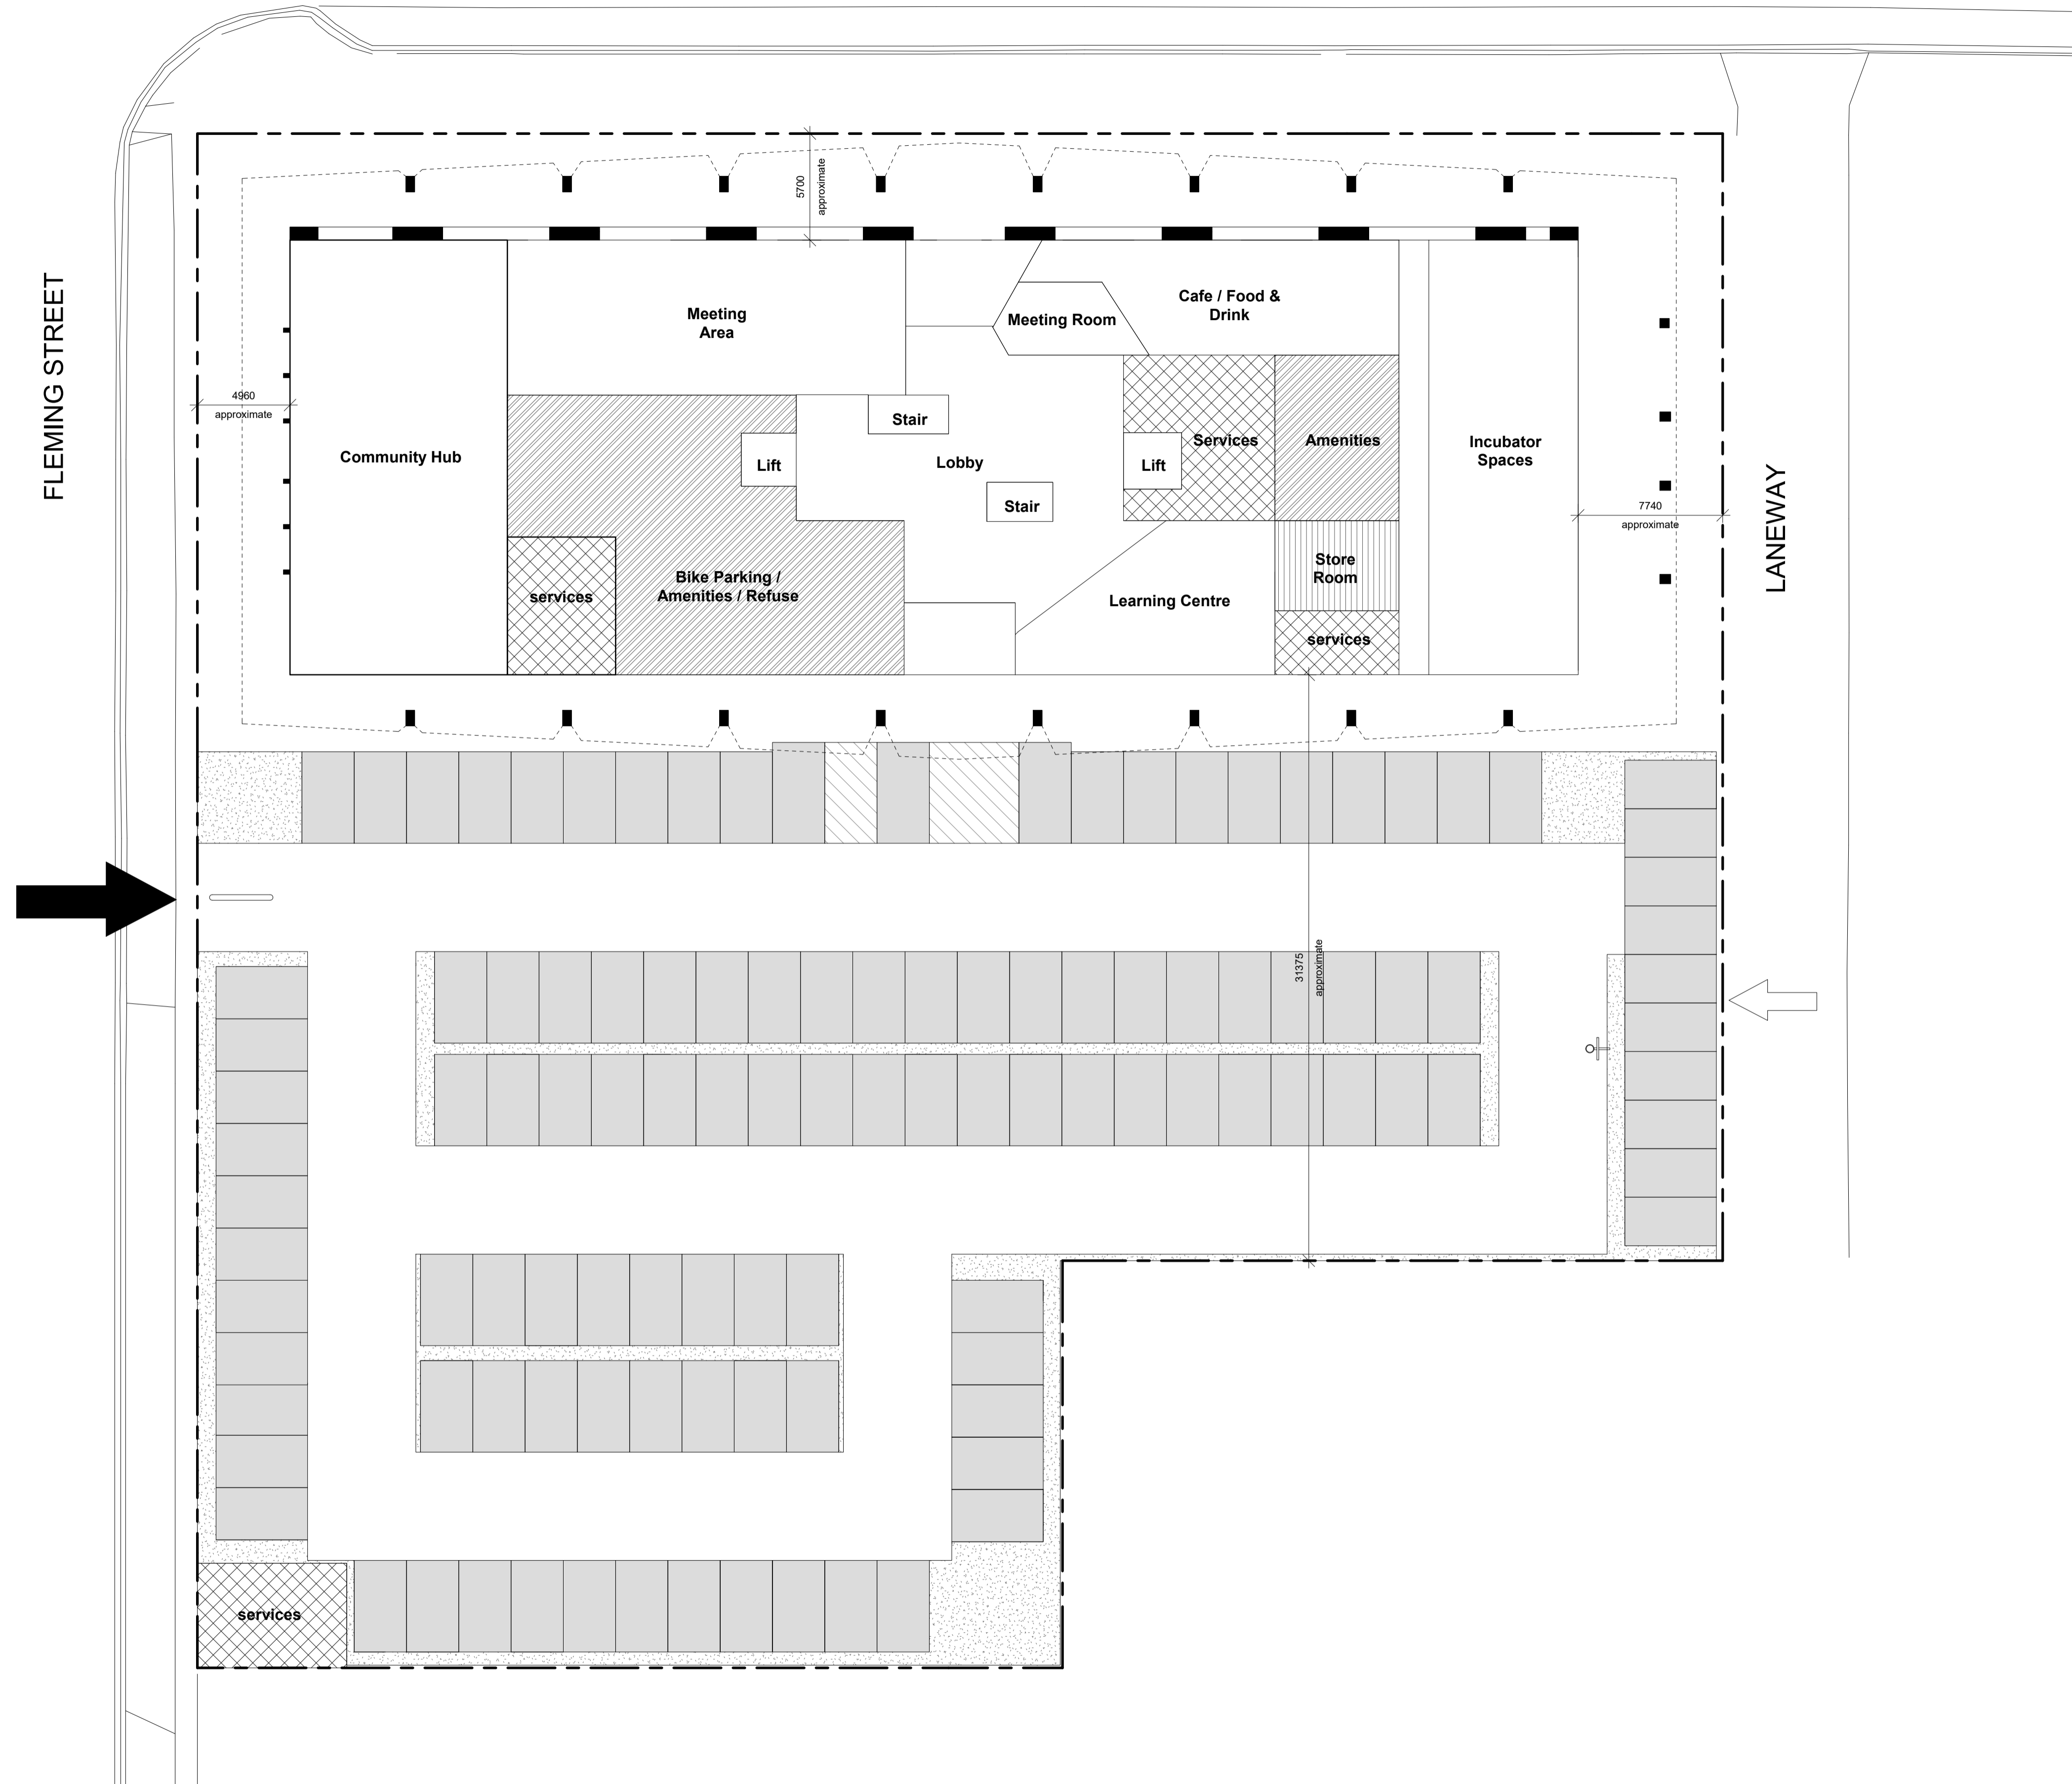 5700
approximate
FLEMING STREET
Meeting
Area
Meeting Room
Cafe / Food &
Drink
4960
approximate
Community Hub
Stair
Lift
Lobby
Stair
Lift
Services
Amenities
Incubator
Spaces
LANEWAY
7740
approximate
services
Bike Parking /
Amenities / Refuse
Learning Centre
Store
Room
services
31375
approximate
services